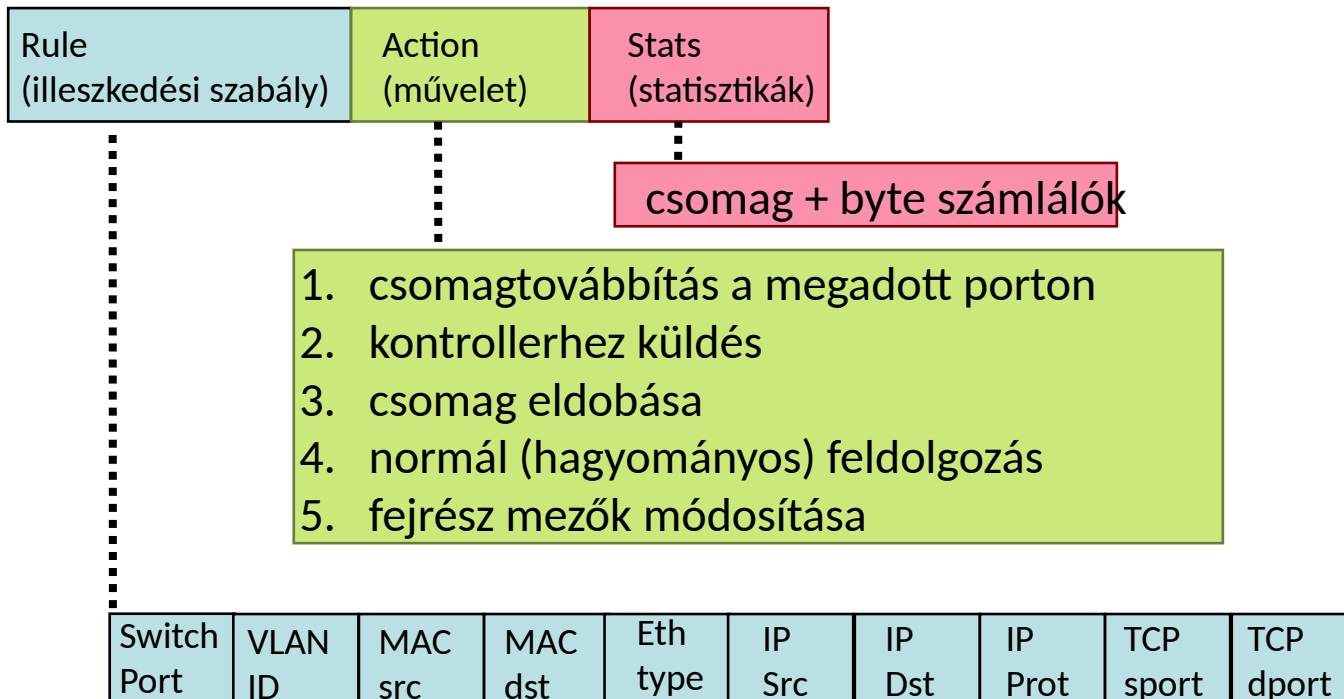 Rule
(illeszkedési szabály)
Action
(művelet)
Stats
(statisztikák)
csomag + byte számlálók
1. csomagtovábbítás a megadott porton
2. kontrollerhez küldés
3. csomag eldobása
4. normál (hagyományos) feldolgozás
5. fejrész mezők módosítása
Switch
Port
VLAN
ID
MAC
src
MAC
dst
Eth
type
IP
Src
IP
Dst
IP
Prot
TCP
sport
TCP
dport